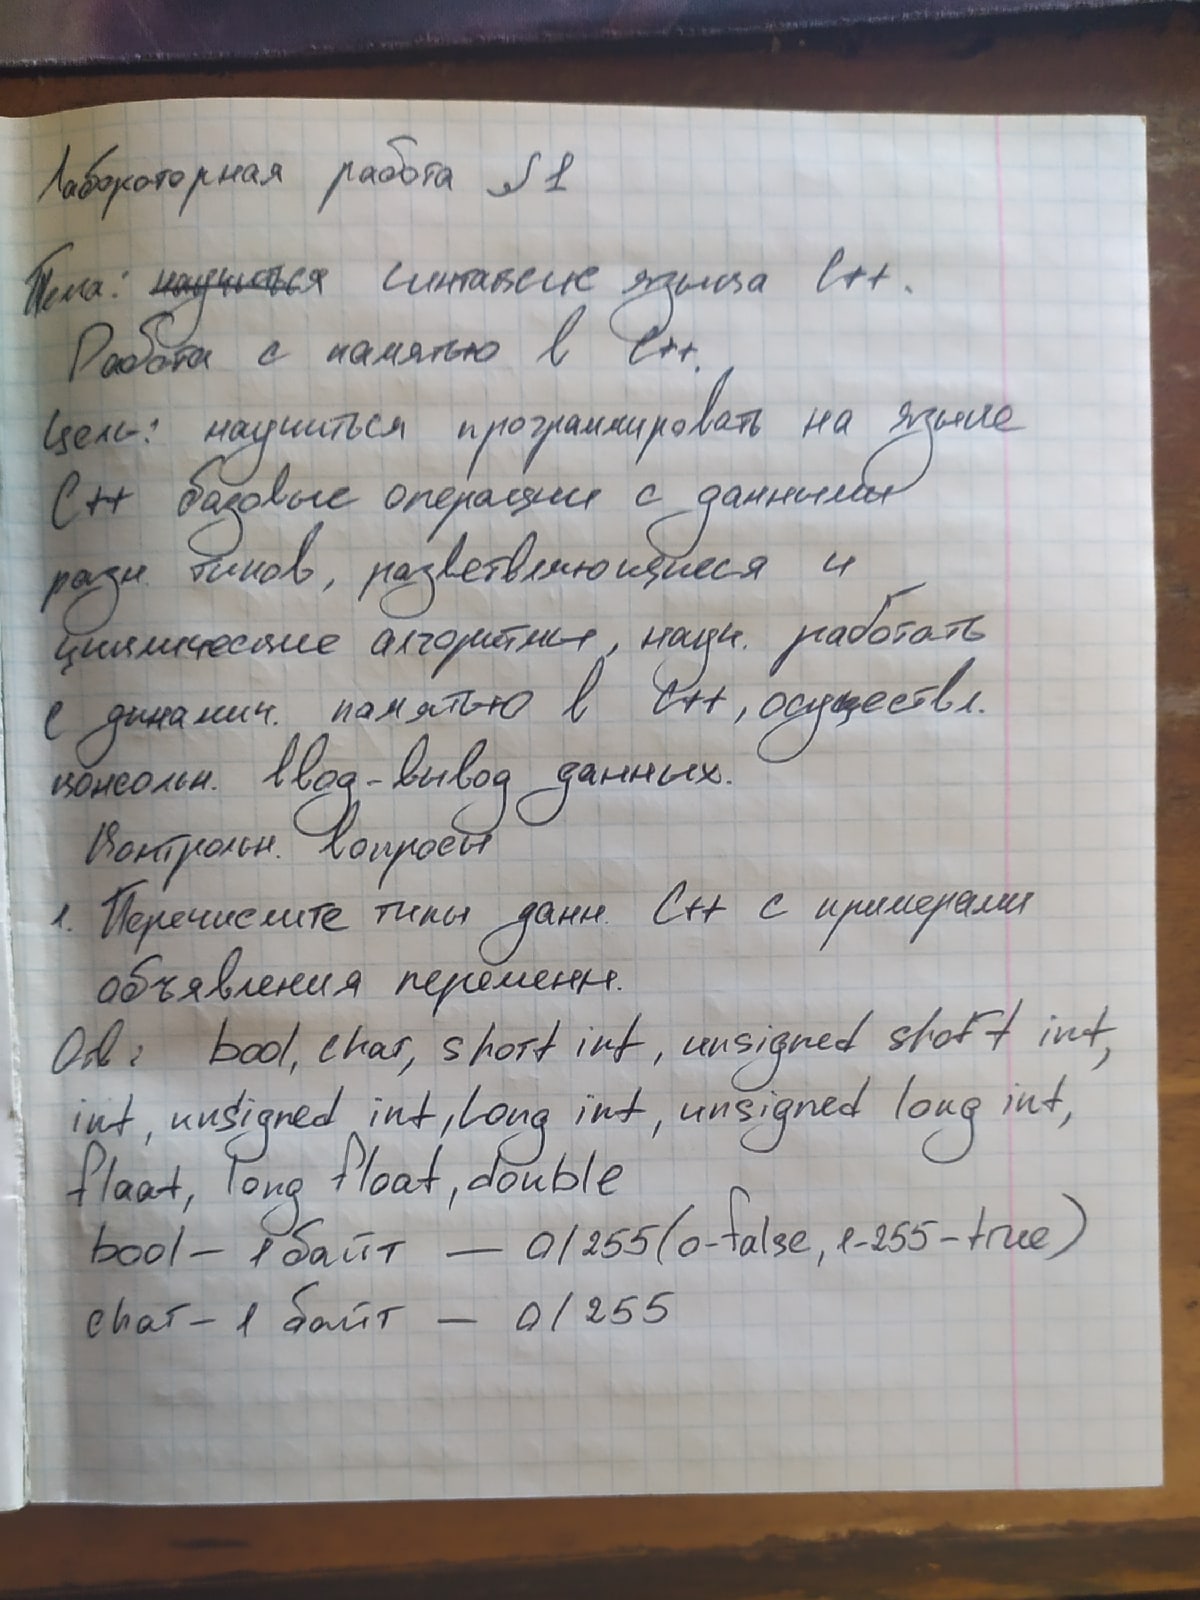 Лабораторная работа №1
Тема: научиться синтаксис языка С++.
Работа с памятью в С++.
Цель: научиться программировать на языке
С++ базовые операции с данными
разн. типов, разветвляющиеся и
циклические алгоритмы, науч. работать
с динамич. памятью в С++, осуществл.
консольн. ввод-вывод данных.
Контрольн. вопросы
1. Перечислите типы данн. С++ с примерами
объявления переменн.
Отв: bool, char, short int, unsigned short int,
int, unsigned int, long int, unsigned long int,
float, long float, double
bool – 1 байт — 0/255(0-false, 1-255-true)
char – 1 байт — 0/255